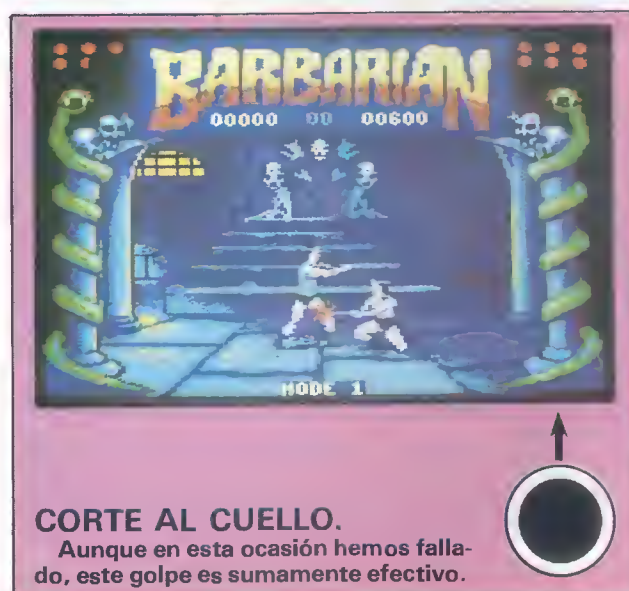 BARBARIAN
00000 00 00600
MODE 1
CORTE AL CUELLO.
Aunque en esta ocasión hemos falla-
do, este golpe es sumamente efectivo.